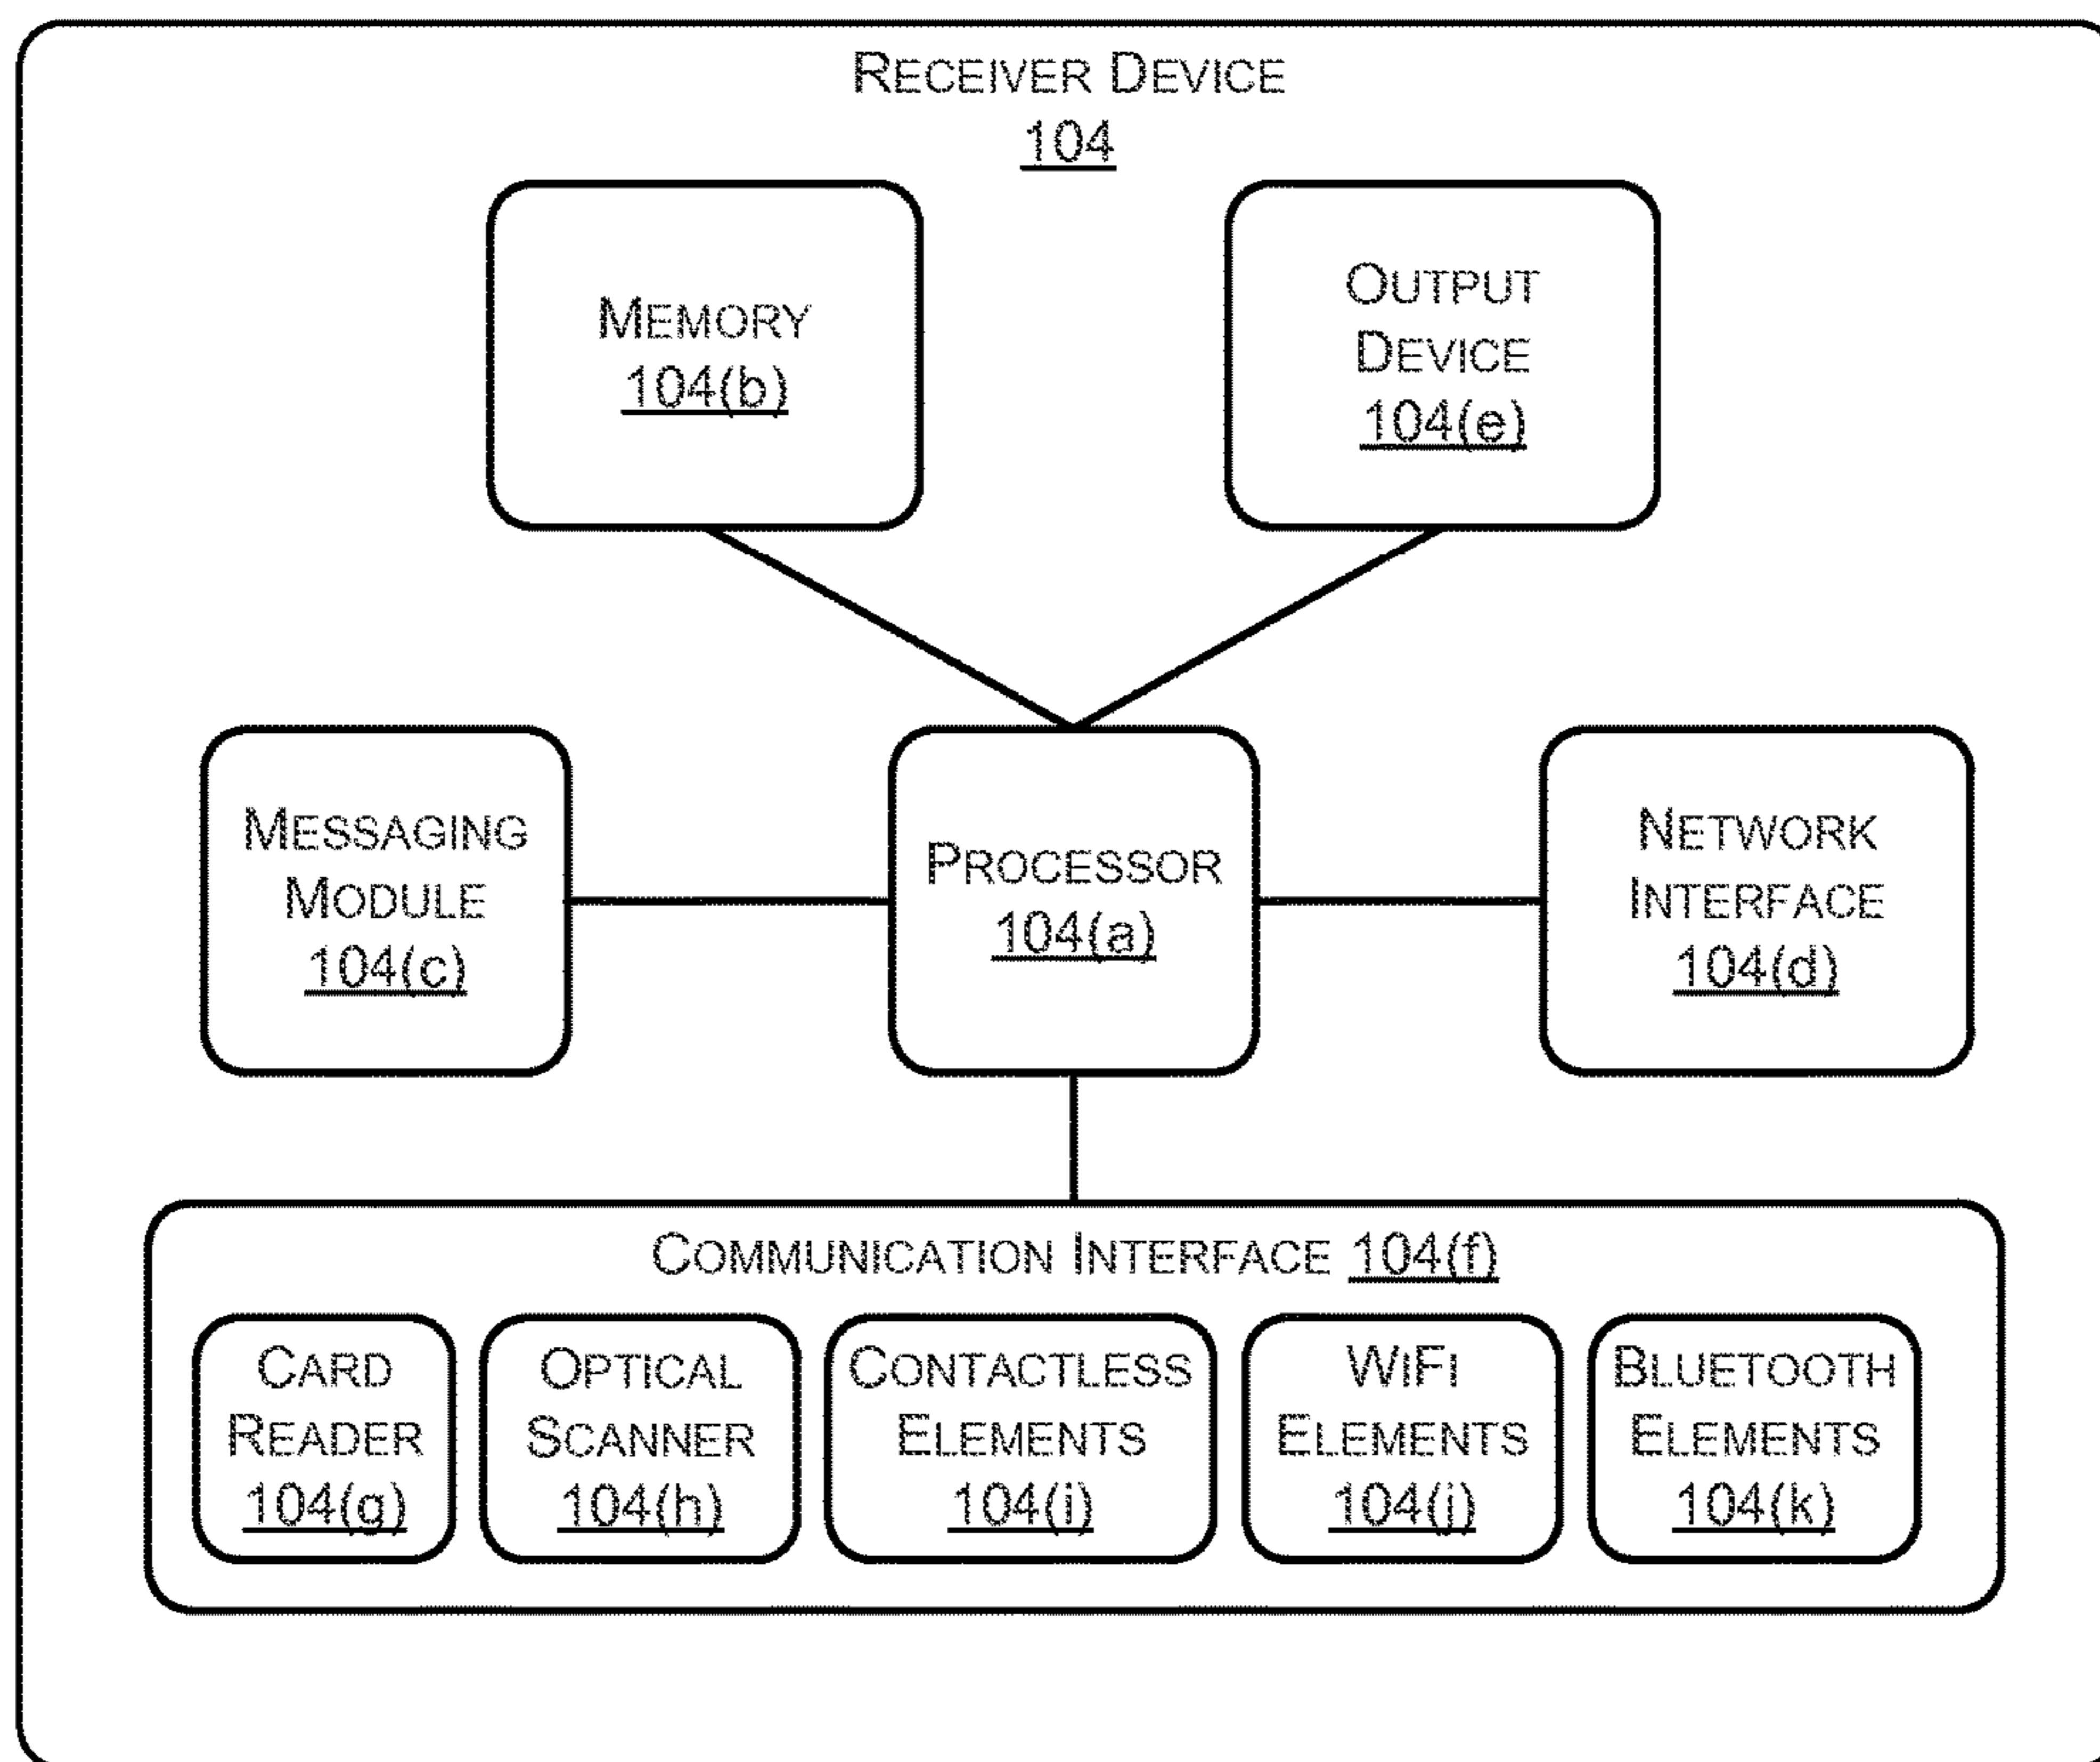 RECEIVER DEVICE
104
MEMORY
104(b)
OUTPUT
DEVICE
104(e)
MESSAGING
MODULE
104(c)
PROCESSOR
104(a)
NETWORK
INTERFACE
104(d)
COMMUNICATION INTERFACE 104(f)
CARD
READER
104(g)
OPTICAL
SCANNER
104(h)
CONTACTLESS
ELEMENTS
104(i)
WIFI
ELEMENTS
104(j)
BLUETOOTH
ELEMENTS
104(k)